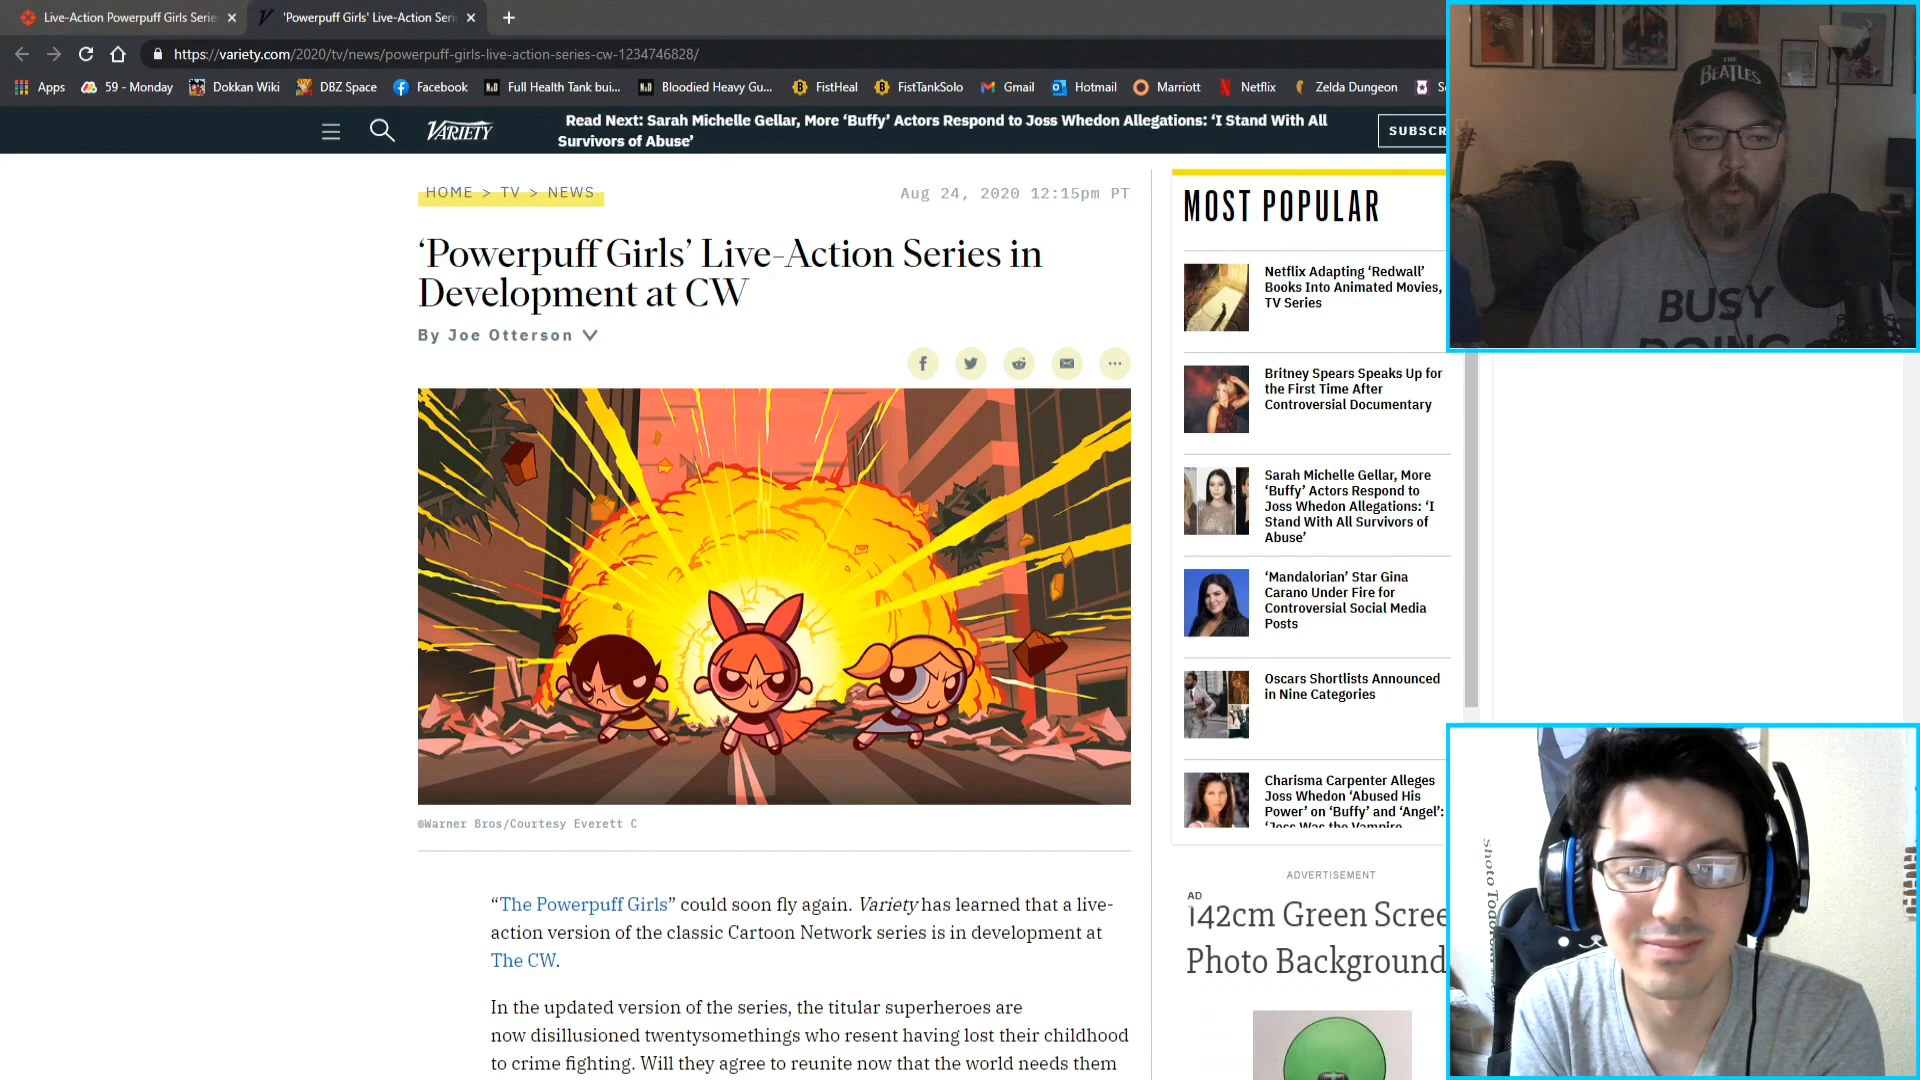 Live-Action Powerpuff Girls Serie
'Powerpuff Girls' Live-Action Seri
https://variety.com/2020/tv/news/powerpuff-girls-live-action-series-cw-1234746828/
Apps
59 - Monday
Dokkan Wiki
DBZ Space
Facebook
Full Health Tank bui...
Bloodied Heavy Gu...
FistHeal
FistTankSolo
Gmail
Hotmail
Marriott
Netflix
Zelda Dungeon
VARIETY
Read Next: Sarah Michelle Gellar, More ‘Buffy’ Actors Respond to Joss Whedon Allegations: ‘I Stand With All
Survivors of Abuse’
SUBSCR
HOME > TV > NEWS
Aug 24, 2020 12:15pm PT
‘Powerpuff Girls’ Live-Action Series in
Development at CW
By Joe Otterson
©Warner Bros/Courtesy Everett C
“The Powerpuff Girls” could soon fly again. Variety has learned that a live-
action version of the classic Cartoon Network series is in development at
The CW.
In the updated version of the series, the titular superheroes are
now disillusioned twentysomethings who resent having lost their childhood
to crime fighting. Will they agree to reunite now that the world needs them
MOST POPULAR
Netflix Adapting ‘Redwall’
Books Into Animated Movies,
TV Series
Britney Spears Speaks Up for
the First Time After
Controversial Documentary
Sarah Michelle Gellar, More
‘Buffy’ Actors Respond to
Joss Whedon Allegations: ‘I
Stand With All Survivors of
Abuse’
‘Mandalorian’ Star Gina
Carano Under Fire for
Controversial Social Media
Posts
Oscars Shortlists Announced
in Nine Categories
Charisma Carpenter Alleges
Joss Whedon ‘Abused His
Power’ on ‘Buffy’ and ‘Angel’:
‘Joss Was the Vampire
ADVERTISEMENT
AD
142cm Green Scree
Photo Background
THE
BEATLES
BUSY
DOING